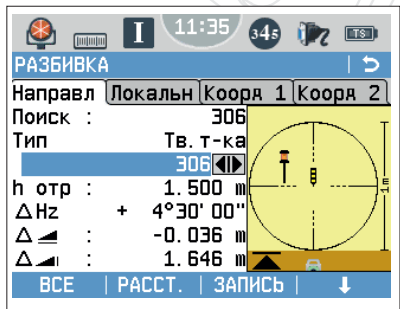 I 11:35 345 TS
РАЗБИВКА
Направл Локальн Коорд 1 Коорд 2
Поиск : 306
Тип Тв. т-ка
306
h отр : 1.500 m
ΔHz + 4°30'00"
Δ : -0.036 m
Δ : 1.646 m
1m
ВСЕ | РАССТ. | ЗАПИСЬ | ↓